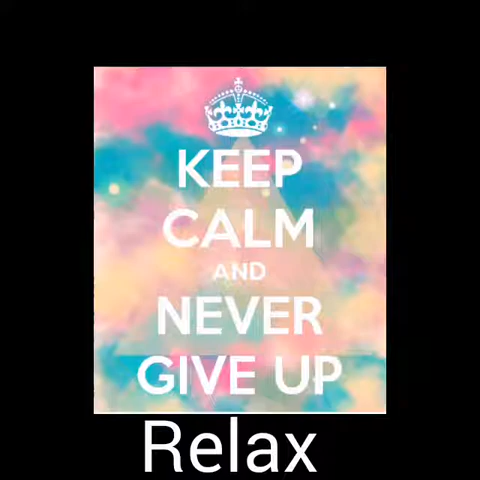 KEEP
CALM
AND
NEVER
GIVE UP
Relax